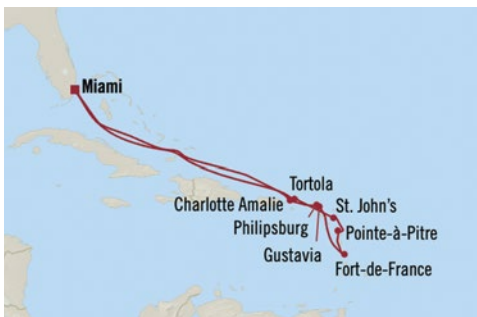 Miami
Tortola
Charlotte Amalie
St. John's
Philipsburg
Pointe-à-Pitre
Gustavia
Fort-de-France